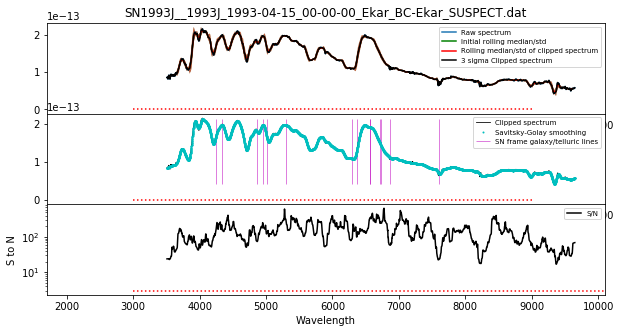 SN1993J__1993J_1993-04-15_00-00-00_Ekar_BC-Ekar_SUSPECT.dat
1e−13
2
1
0
Raw spectrum
Initial rolling median/std
Rolling median/std of clipped spectrum
3 sigma Clipped spectrum
1e−13
00
2
1
0
Clipped spectrum
Savitsky-Golay smoothing
SN frame galaxy/telluric lines
00
S to N
10²
10¹
S/N
2000 3000 4000 5000 6000 7000 8000 9000 10000
Wavelength